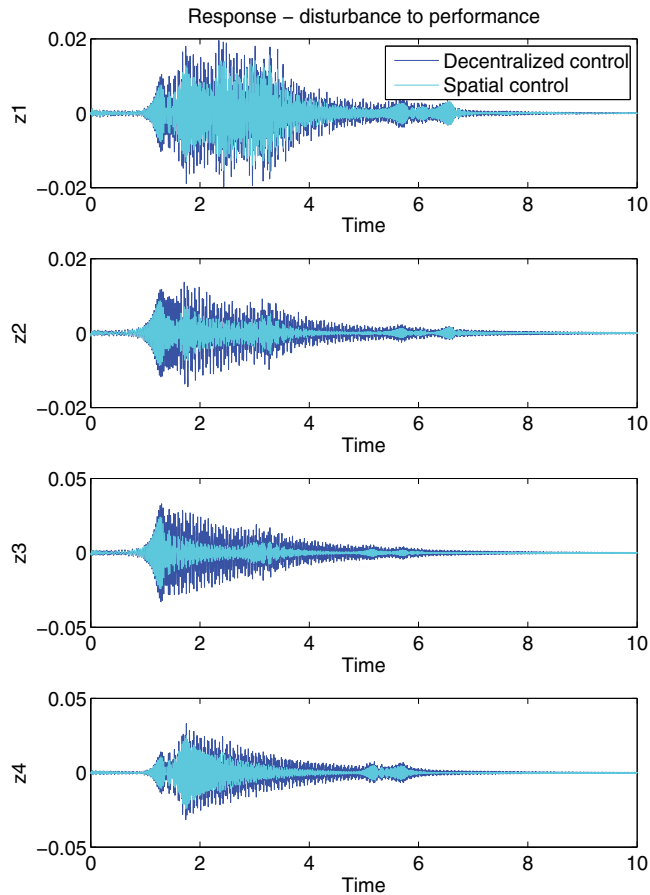 Response – disturbance to performance
0.02
Decentralized control
Spatial control
z1
0
−0.02
0 2 4 6 8 10
Time
0.02
z2
0
−0.02
0 2 4 6 8 10
Time
0.05
z3
0
−0.05
0 2 4 6 8 10
Time
0.05
z4
0
−0.05
0 2 4 6 8 10
Time